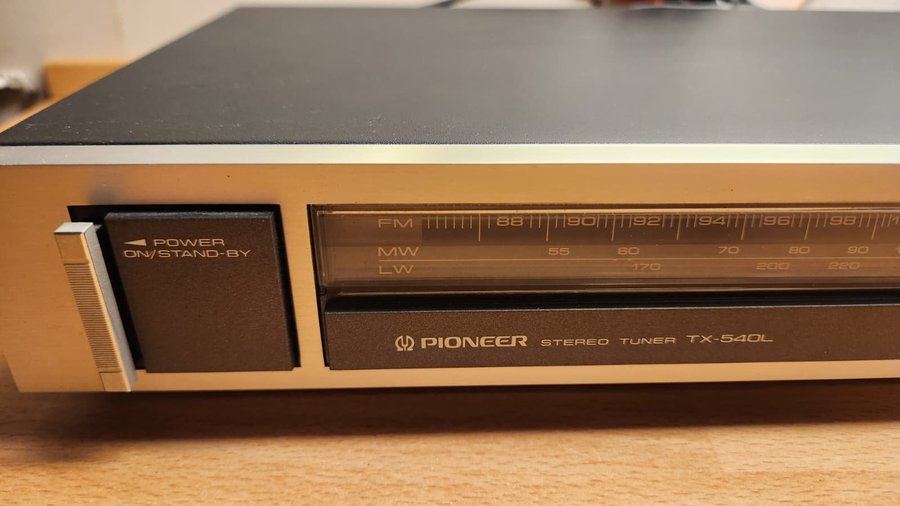 ◄ POWER
ON/STAND-BY
FM 88 90 92 94 96 98
MW 55 60 70 80 90
LW 170 200 220
PIONEER STEREO TUNER TX-540L